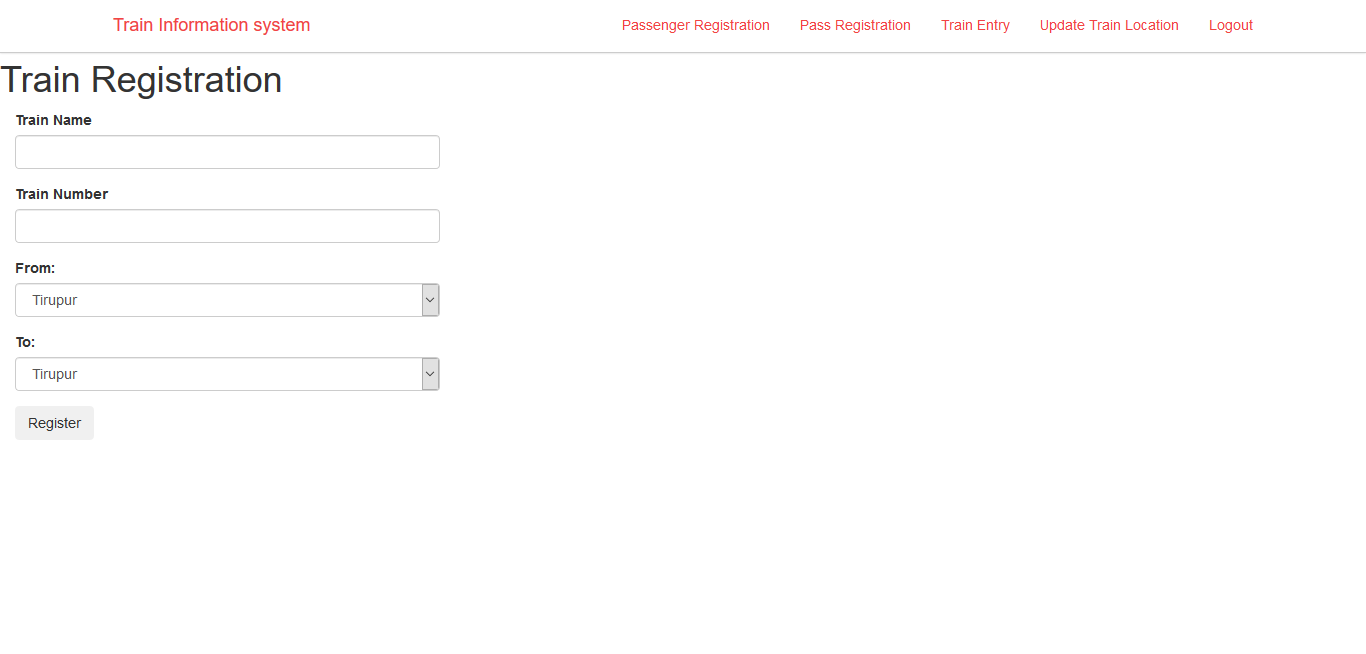 Train Information system
Passenger Registration
Pass Registration
Train Entry
Update Train Location
Logout
Train Registration
Train Name
Train Number
From:
Tirupur
To:
Tirupur
Register